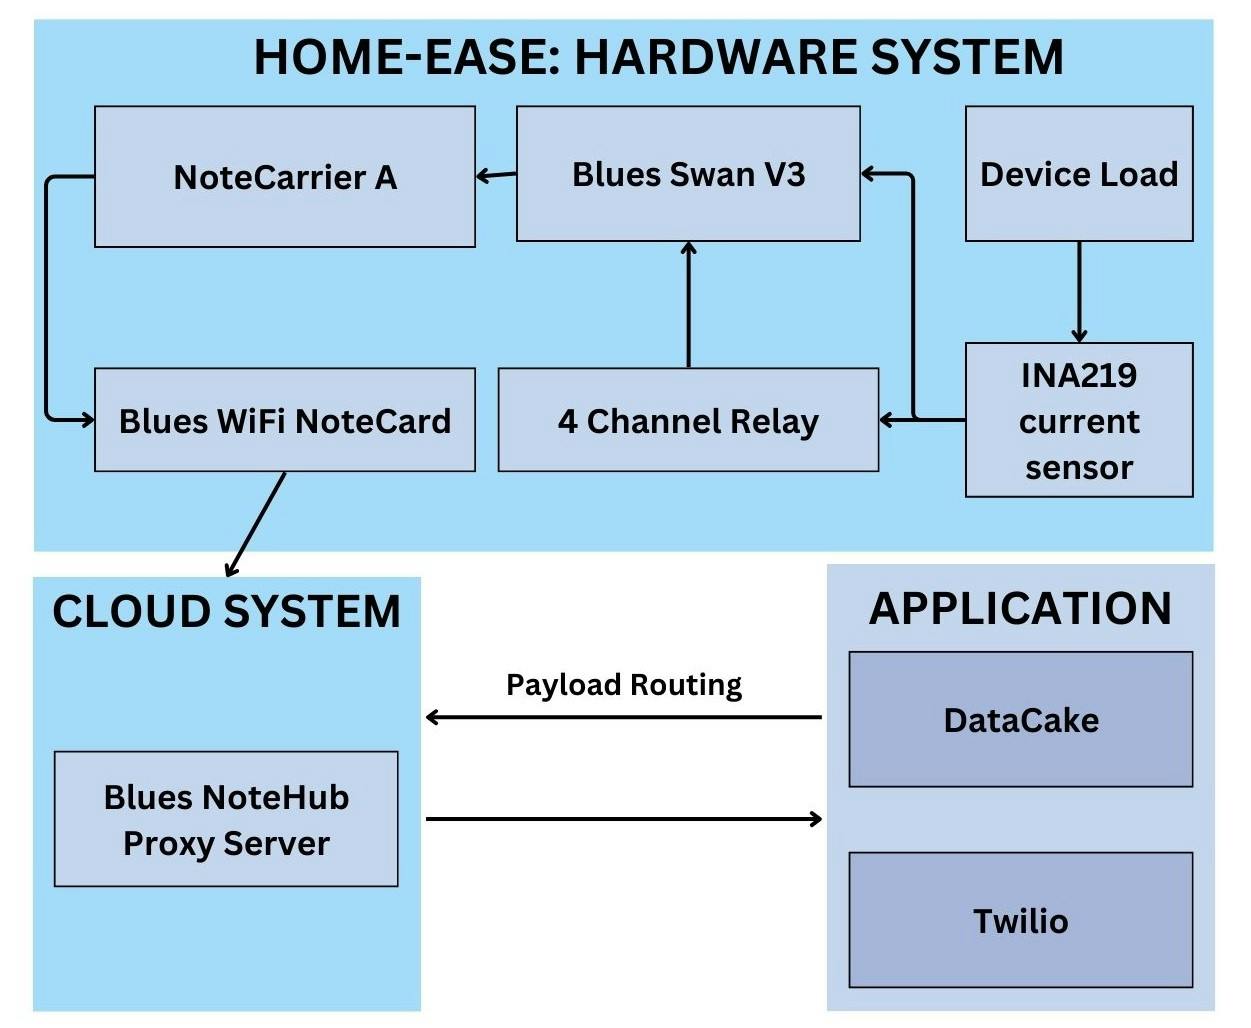 HOME-EASE: HARDWARE SYSTEM
NoteCarrier A
Blues Swan V3
Device Load
Blues WiFi NoteCard
4 Channel Relay
INA219
current
sensor
CLOUD SYSTEM
Blues NoteHub
Proxy Server
Payload Routing
APPLICATION
DataCake
Twilio